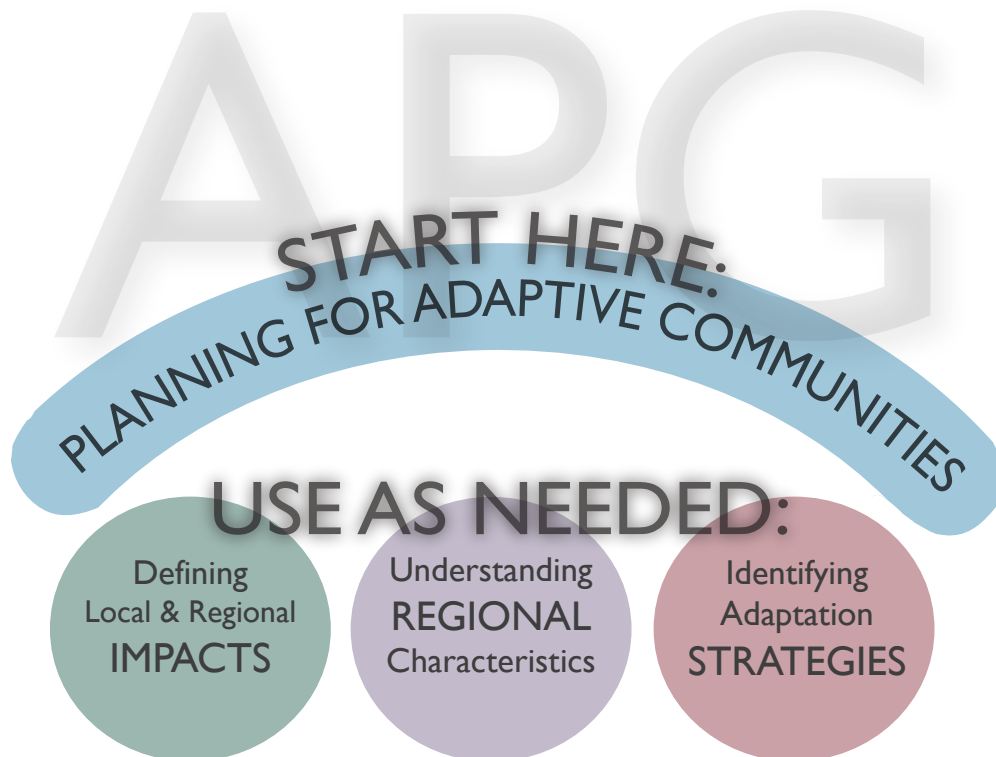 APG
START HERE:
PLANNING FOR ADAPTIVE COMMUNITIES
USE AS NEEDED:
Defining
Local & Regional
IMPACTS
Understanding
REGIONAL
Characteristics
Identifying
Adaptation
STRATEGIES